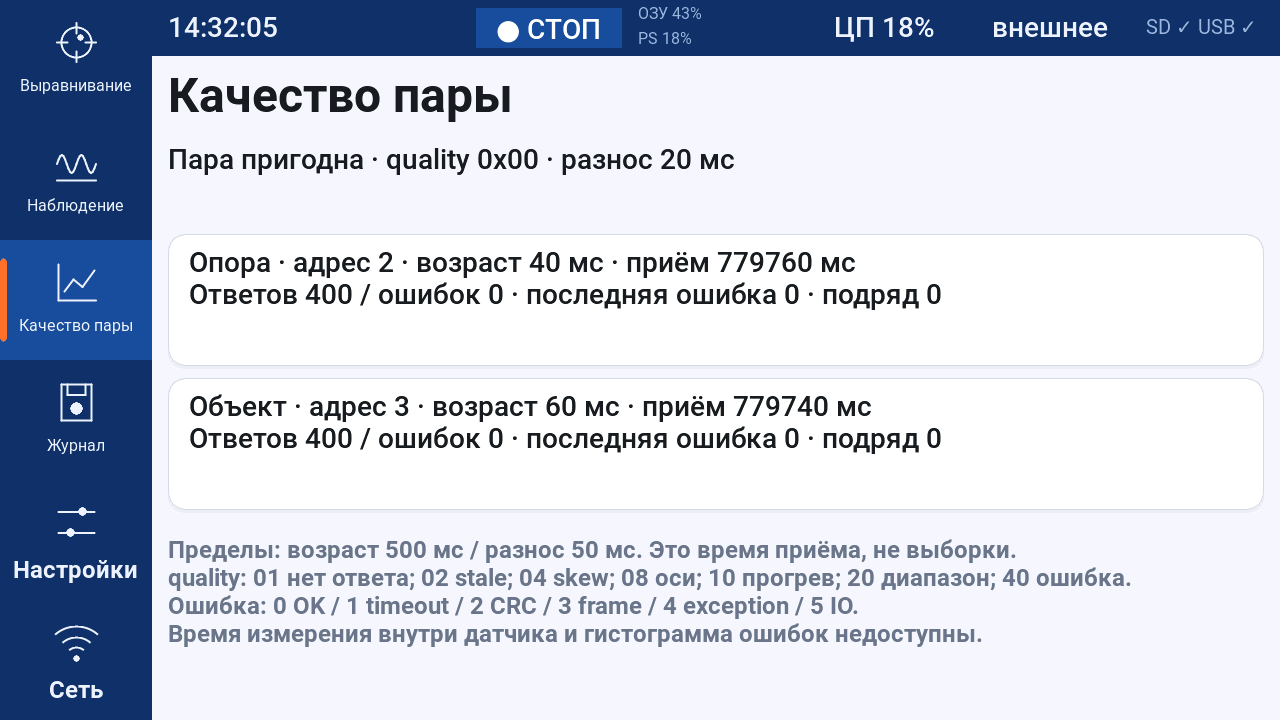 14:32:05
● СТОП
ОЗУ 43%
PS 18%
ЦП 18%
внешнее
SD ✓ USB ✓
Выравнивание
Наблюдение
Качество пары
Журнал
Настройки
Сеть
Качество пары
Пара пригодна · quality 0x00 · разнос 20 мс
Опора · адрес 2 · возраст 40 мс · приём 779760 мс
Ответов 400 / ошибок 0 · последняя ошибка 0 · подряд 0
Объект · адрес 3 · возраст 60 мс · приём 779740 мс
Ответов 400 / ошибок 0 · последняя ошибка 0 · подряд 0
Пределы: возраст 500 мс / разнос 50 мс. Это время приёма, не выборки.
quality: 01 нет ответа; 02 stale; 04 skew; 08 оси; 10 прогрев; 20 диапазон; 40 ошибка.
Ошибка: 0 OK / 1 timeout / 2 CRC / 3 frame / 4 exception / 5 IO.
Время измерения внутри датчика и гистограмма ошибок недоступны.